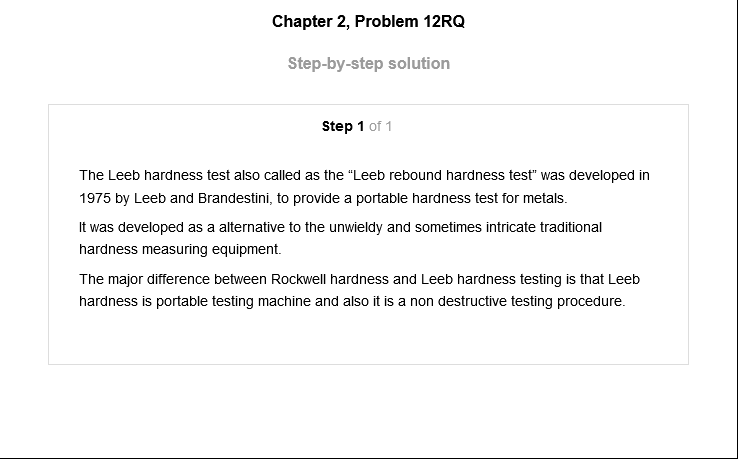 Chapter 2, Problem 12RQ
Step-by-step solution
Step 1 of 1
The Leeb hardness test also called as the “Leeb rebound hardness test” was developed in
1975 by Leeb and Brandestini, to provide a portable hardness test for metals.
It was developed as a alternative to the unwieldy and sometimes intricate traditional
hardness measuring equipment.
The major difference between Rockwell hardness and Leeb hardness testing is that Leeb
hardness is portable testing machine and also it is a non destructive testing procedure.